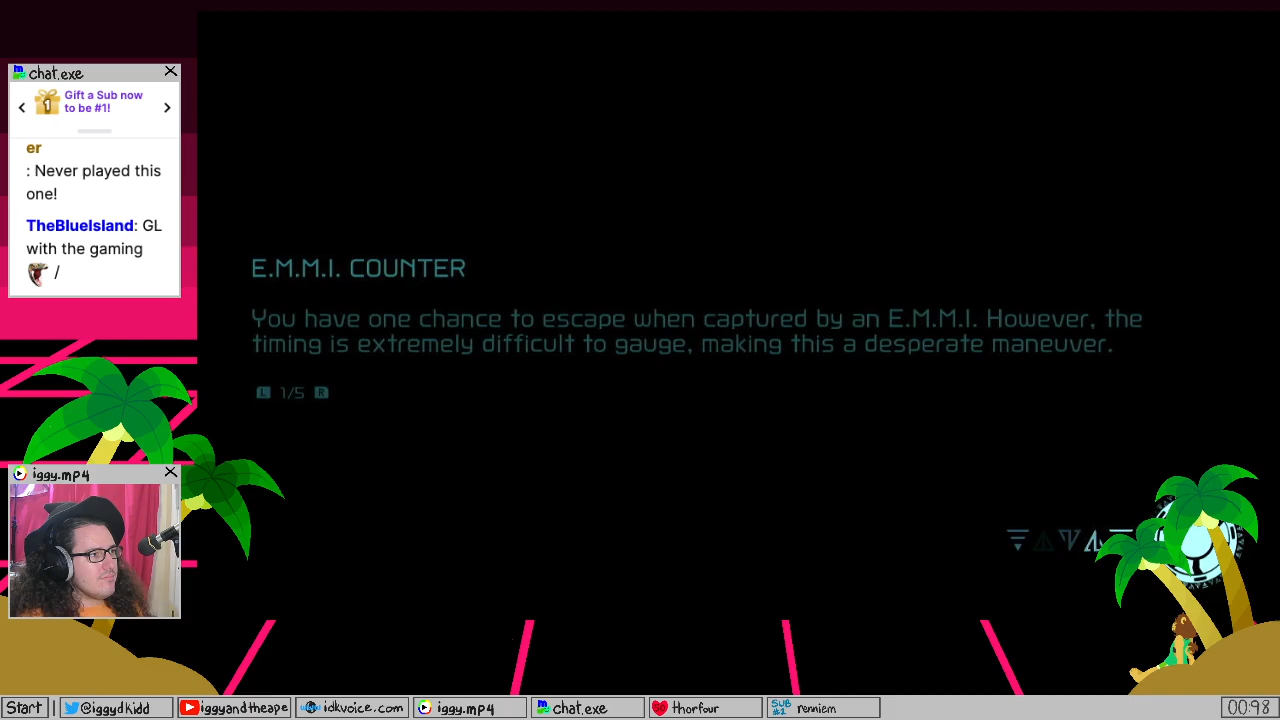 chat.exe
Gift a Sub now
to be #1!
1
er
: Never played this
one!
TheBlueIsland: GL
with the gaming
/
E.M.M.I. COUNTER
You have one chance to escape when captured by an E.M.M.I. However, the
timing is extremely difficult to gauge, making this a desperate maneuver.
L 1/5 R
iggy.mp4
Start | @iggydkidd iggyandtheape www idkvoice.com iggy.mp4 chat.exe thorfour SUB #1 renniem 00:98